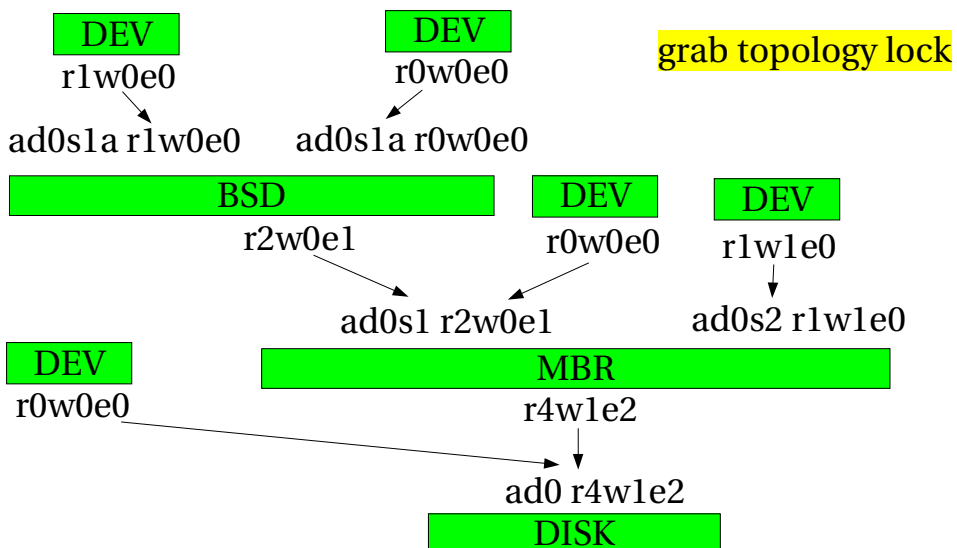 DEV
DEV
grab topology lock
r1w0e0
r0w0e0
ad0s1a r1w0e0
ad0s1a r0w0e0
BSD
DEV
DEV
r2w0e1
r0w0e0
r1w1e0
ad0s1 r2w0e1
ad0s2 r1w1e0
DEV
MBR
r0w0e0
r4w1e2
ad0 r4w1e2
DISK